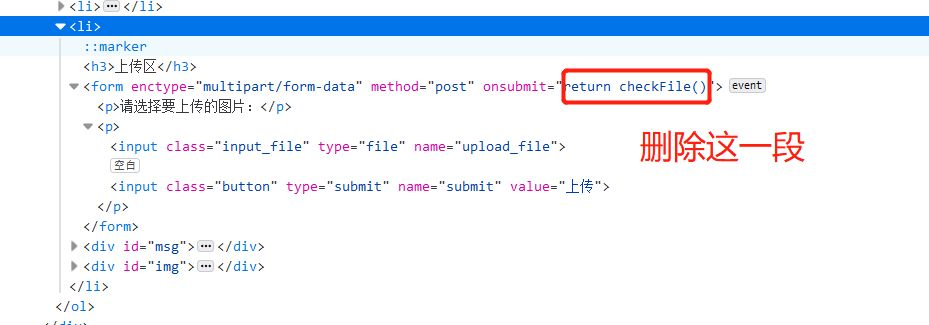 <li>⋯</li>
<li>
::marker
<h3>上传区</h3>
<form enctype="multipart/form-data" method="post" onsubmit="return checkFile()"> event
<p>请选择要上传的图片：</p>
<p>
<input class="input_file" type="file" name="upload_file">
空白
<input class="button" type="submit" name="submit" value="上传">
</p>
</form>
<div id="msg">⋯</div>
<div id="img">⋯</div>
</li>
</ol>
</div>
删除这一段